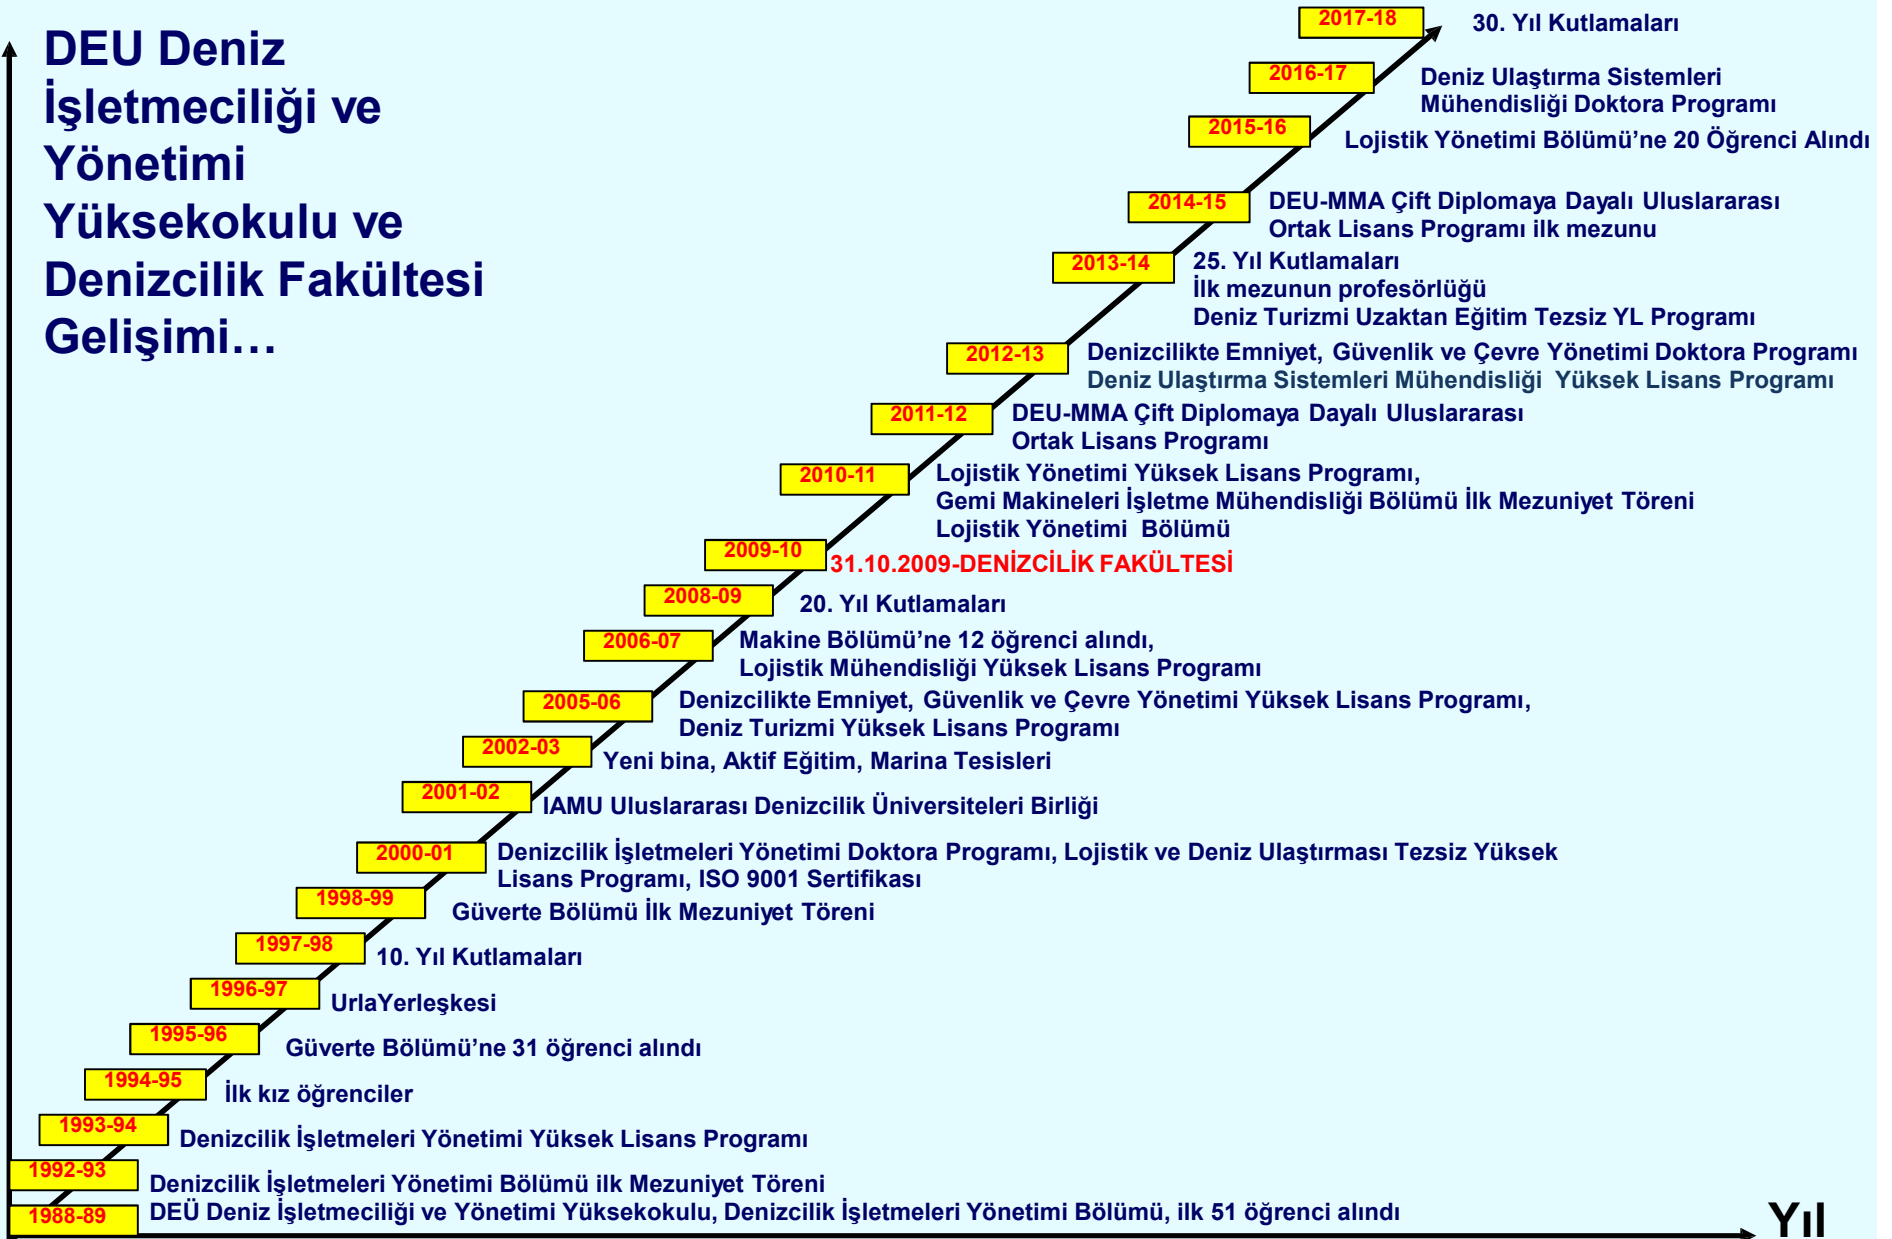 DEU Deniz
İşletmeciliği ve
Yönetimi
Yüksekokulu ve
Denizcilik Fakültesi
Gelişimi…
2017-18 30. Yıl Kutlamaları
2016-17 Deniz Ulaştırma Sistemleri
Mühendisliği Doktora Programı
2015-16 Lojistik Yönetimi Bölümü’ne 20 Öğrenci Alındı
2014-15 DEU-MMA Çift Diplomaya Dayalı Uluslararası
Ortak Lisans Programı ilk mezunu
2013-14 25. Yıl Kutlamaları
İlk mezunun profesörlüğü
Deniz Turizmi Uzaktan Eğitim Tezsiz YL Programı
2012-13 Denizcilikte Emniyet, Güvenlik ve Çevre Yönetimi Doktora Programı
Deniz Ulaştırma Sistemleri Mühendisliği Yüksek Lisans Programı
2011-12 DEU-MMA Çift Diplomaya Dayalı Uluslararası
Ortak Lisans Programı
2010-11 Lojistik Yönetimi Yüksek Lisans Programı,
Gemi Makineleri İşletme Mühendisliği Bölümü İlk Mezuniyet Töreni
Lojistik Yönetimi Bölümü
2009-10 31.10.2009-DENİZCİLİK FAKÜLTESİ
2008-09 20. Yıl Kutlamaları
2006-07 Makine Bölümü’ne 12 öğrenci alındı,
Lojistik Mühendisliği Yüksek Lisans Programı
2005-06 Denizcilikte Emniyet, Güvenlik ve Çevre Yönetimi Yüksek Lisans Programı,
Deniz Turizmi Yüksek Lisans Programı
2002-03 Yeni bina, Aktif Eğitim, Marina Tesisleri
2001-02 IAMU Uluslararası Denizcilik Üniversiteleri Birliği
2000-01 Denizcilik İşletmeleri Yönetimi Doktora Programı, Lojistik ve Deniz Ulaştırması Tezsiz Yüksek
Lisans Programı, ISO 9001 Sertifikası
1998-99 Güverte Bölümü İlk Mezuniyet Töreni
1997-98 10. Yıl Kutlamaları
1996-97 UrlaYerleşkesi
1995-96 Güverte Bölümü’ne 31 öğrenci alındı
1994-95 İlk kız öğrenciler
1993-94 Denizcilik İşletmeleri Yönetimi Yüksek Lisans Programı
1992-93 Denizcilik İşletmeleri Yönetimi Bölümü ilk Mezuniyet Töreni
1988-89 DEÜ Deniz İşletmeciliği ve Yönetimi Yüksekokulu, Denizcilik İşletmeleri Yönetimi Bölümü, ilk 51 öğrenci alındı
Yıl